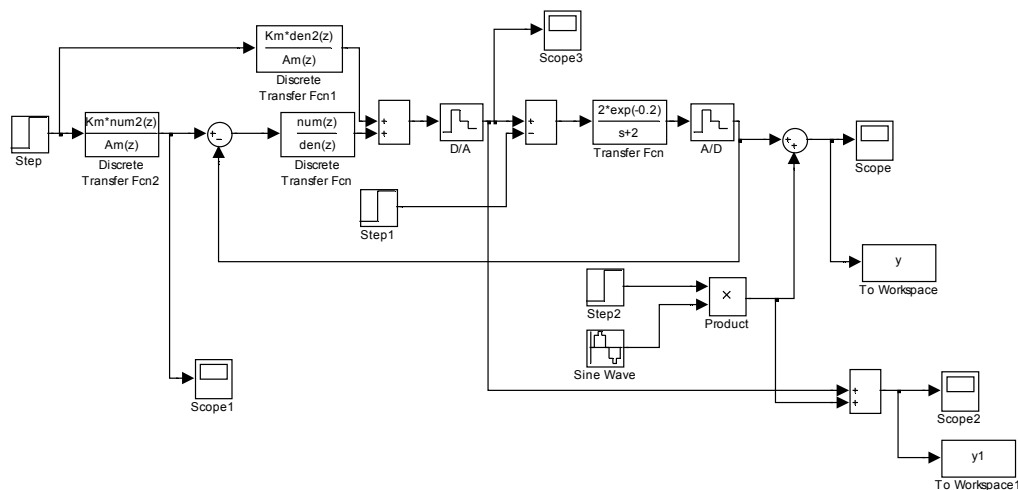 Scope3
Km*den2(z)
Am(z)
Discrete
Transfer Fcn1
Step
Km*num2(z)
Am(z)
Discrete
Transfer Fcn2
num(z)
den(z)
Discrete
Transfer Fcn
D/A
2*exp(-0.2)
s+2
Transfer Fcn
A/D
Scope
Step1
y
To Workspace
Step2
×
Product
Sine Wave
Scope1
Scope2
y1
To Workspace1